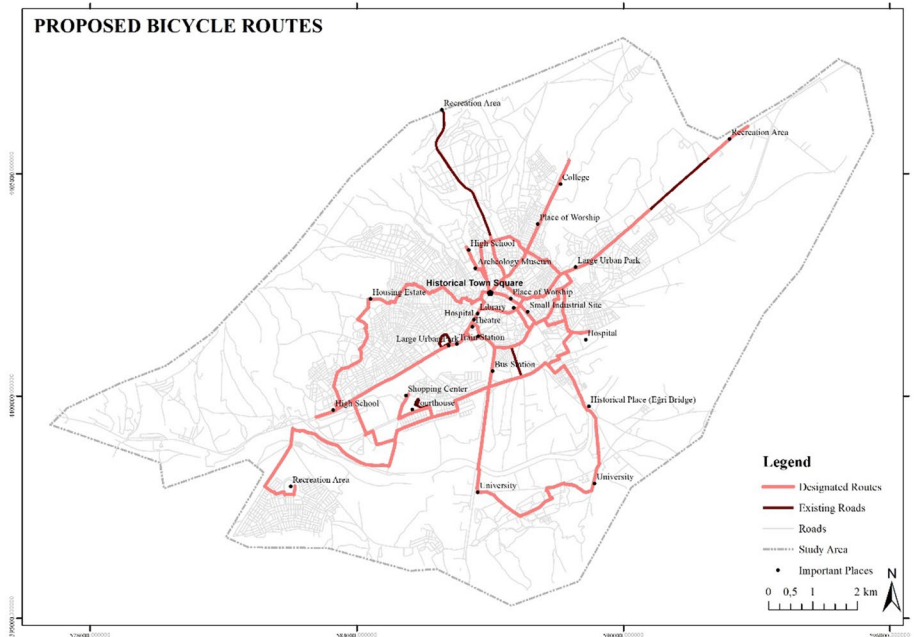 PROPOSED BICYCLE ROUTES
Recreation Area
Recreation Area
College
Place of Worship
High School
Archeology Museum
Large Urban Park
Historical Town Square
Housing Estate
Place of Worship
Library
Small Industrial Site
Hospital
Theatre
Hospital
Large Urban Park
Train Station
Bus Station
Shopping Center
High School
Courthouse
Historical Place (Eğri Bridge)
Recreation Area
University
University
Legend
Designated Routes
Existing Roads
Roads
Study Area
Important Places
N
0 0,5 1 2 km